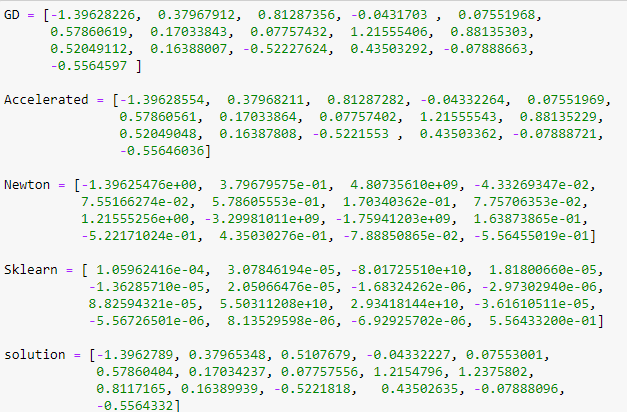 GD = [-1.39628226, 0.37967912, 0.81287356, -0.0431703 , 0.07551968,
0.57860619, 0.17033843, 0.07757432, 1.21555406, 0.88135303,
0.52049112, 0.16388007, -0.52227624, 0.43503292, -0.07888663,
-0.5564597 ]
Accelerated = [-1.39628554, 0.37968211, 0.81287282, -0.04332264, 0.07551969,
0.57860561, 0.17033864, 0.07757402, 1.21555543, 0.88135229,
0.52049048, 0.16387808, -0.5221553 , 0.43503362, -0.07888721,
-0.55646036]
Newton = [-1.39625476e+00, 3.79679575e-01, 4.80735610e+09, -4.33269347e-02,
7.55166274e-02, 5.78605553e-01, 1.70340362e-01, 7.75706353e-02,
1.21555256e+00, -3.29981011e+09, -1.75941203e+09, 1.63873865e-01,
-5.22171024e-01, 4.35030276e-01, -7.88850865e-02, -5.56455019e-01]
Sklearn = [ 1.05962416e-04, 3.07846194e-05, -8.01725510e+10, 1.81800660e-05,
-1.36285710e-05, 2.05066476e-05, -1.68324262e-06, -2.97302940e-06,
8.82594321e-05, 5.50311208e+10, 2.93418144e+10, -3.61610511e-05,
-5.56726501e-06, 8.13529598e-06, -6.92925702e-06, 5.56433200e-01]
solution = [-1.3962789, 0.37965348, 0.5107679, -0.04332227, 0.07553001,
0.57860404, 0.17034237, 0.07757556, 1.2154796, 1.2375802,
0.8117165, 0.16389939, -0.5221818, 0.43502635, -0.07888096,
-0.5564332]